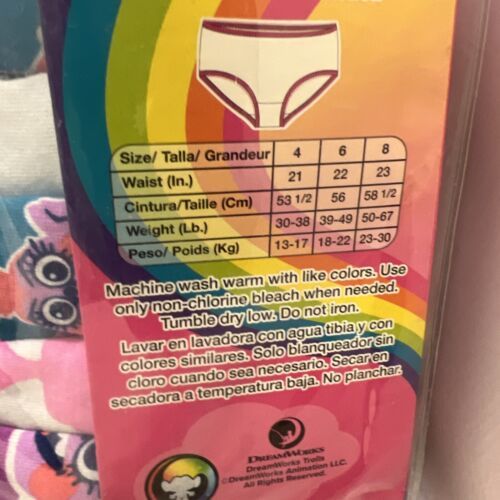 Size/ Talla/ Grandeur 4 6 8
Waist (In.) 21 22 23
Cintura/Taille (Cm) 53 1/2 56 58 1/2
Weight (Lb.) 30-38 39-49 50-67
Peso/ Poids (Kg) 13-17 18-22 23-30
Machine wash warm with like colors. Use
only non-chlorine bleach when needed.
Tumble dry low. Do not iron.
Lavar en lavadora con agua tibia y con
colores similares. Solo blanqueador sin
cloro cuando sea necesario. Secar en
secadora a temperatura baja. No planchar.
DREAMWORKS
DreamWorks Trolls
©DreamWorks Animation LLC.
All Rights Reserved.